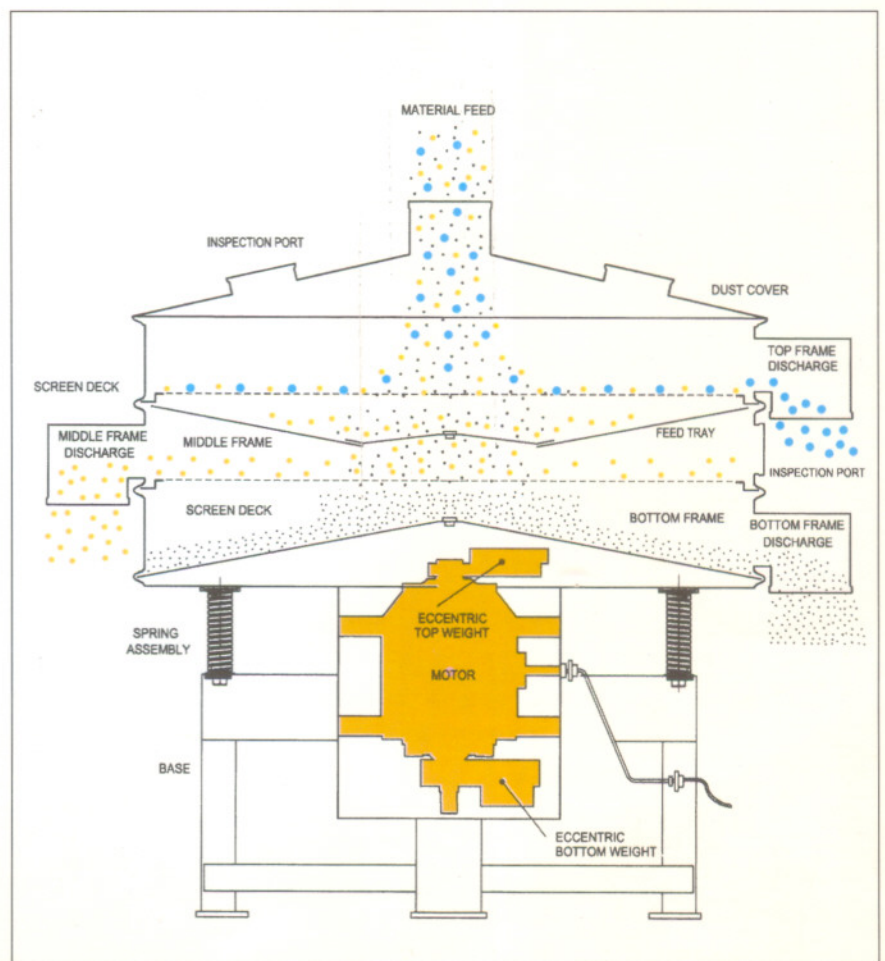 MATERIAL FEED
INSPECTION PORT
DUST COVER
TOP FRAME
DISCHARGE
SCREEN DECK
MIDDLE FRAME
DISCHARGE
MIDDLE FRAME
FEED TRAY
INSPECTION PORT
SCREEN DECK
BOTTOM FRAME
BOTTOM FRAME
DISCHARGE
SPRING
ASSEMBLY
ECCENTRIC
TOP WEIGHT
MOTOR
BASE
ECCENTRIC
BOTTOM WEIGHT